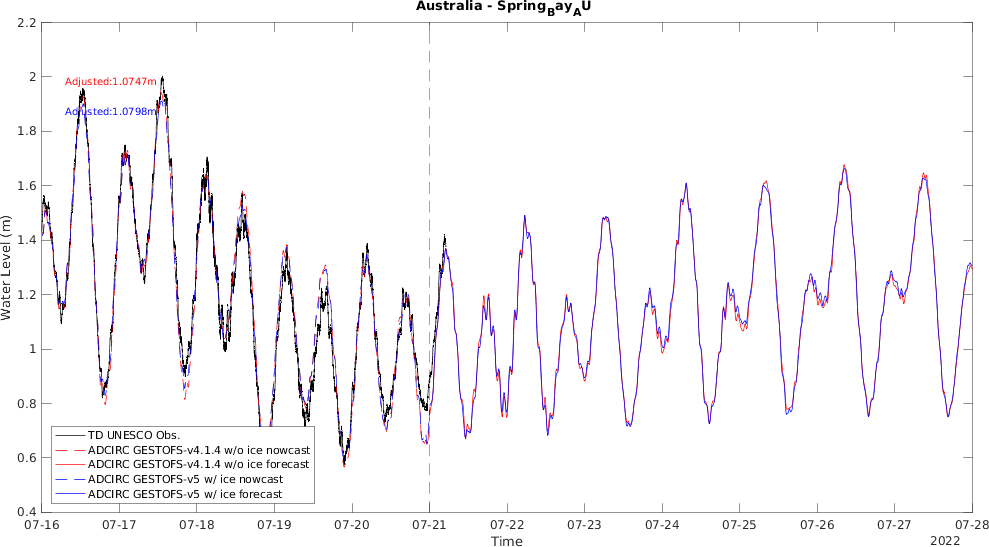 Australia - Spring_Bay_AU
2.2
2
1.8
1.6
1.4
1.2
1
0.8
0.6
0.4
Water Level (m)
Adjusted:1.0747m
Adjusted:1.0798m
TD UNESCO Obs.
ADCIRC GESTOFS-v4.1.4 w/o ice nowcast
ADCIRC GESTOFS-v4.1.4 w/o ice forecast
ADCIRC GESTOFS-v5 w/ ice nowcast
ADCIRC GESTOFS-v5 w/ ice forecast
07-16 07-17 07-18 07-19 07-20 07-21 07-22 07-23 07-24 07-25 07-26 07-27 07-28
Time
2022